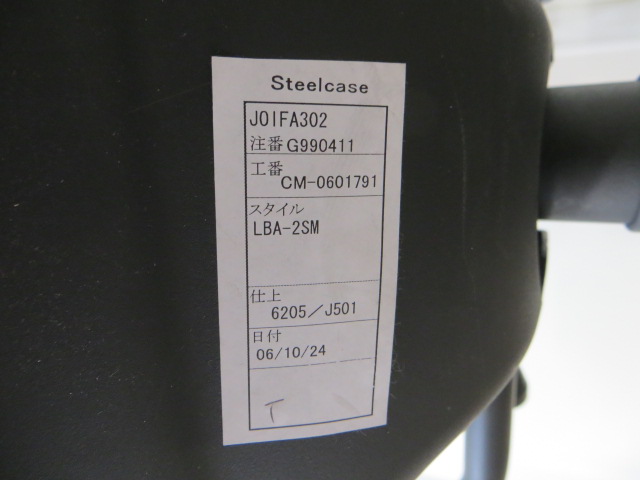 Steelcase
JOIFA302
注番G990411
工番
CM-0601791
スタイル
LBA-2SM
仕上
6205／J501
日付
06/10/24
T